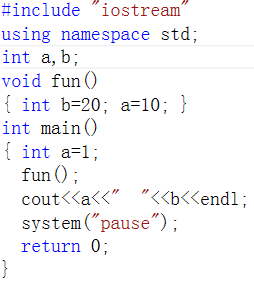 #include "iostream"
using namespace std;
int a,b;
void fun()
{ int b=20; a=10; }
int main()
{ int a=1;
  fun();
  cout<<a<<"  "<<b<<endl;
  system("pause");
  return 0;
}